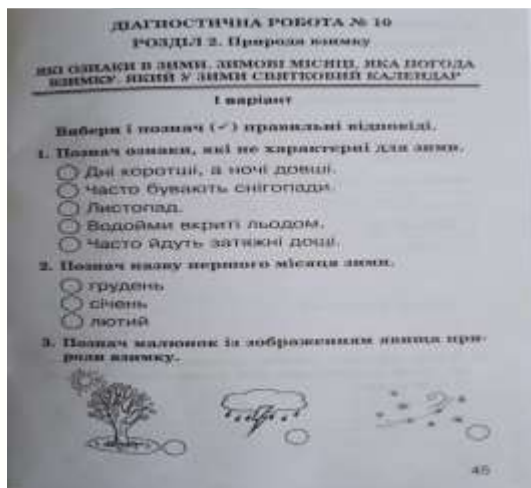 ДІАГНОСТИЧНА РОБОТА № 10
РОЗДІЛ 2. Природа взимку
ЯКІ ОЗНАКИ В ЗИМИ. ЗИМОВІ МІСЯЦІ. ЯКА ПОГОДА
ВЗИМКУ. ЯКИЙ У ЗИМИ СВЯТКОВИЙ КАЛЕНДАР
I варіант
Вибери і познач (✓) правильні відповіді.
1. Познач ознаки, які не характерні для зими.
Дні коротші, а ночі довші.
Часто бувають снігопади.
Листопад.
Водойми вкриті льодом.
Часто йдуть затяжні дощі.
2. Познач назву першого місяця зими.
грудень
січень
лютий
3. Познач малюнок із зображенням явища при-
роди взимку.
45